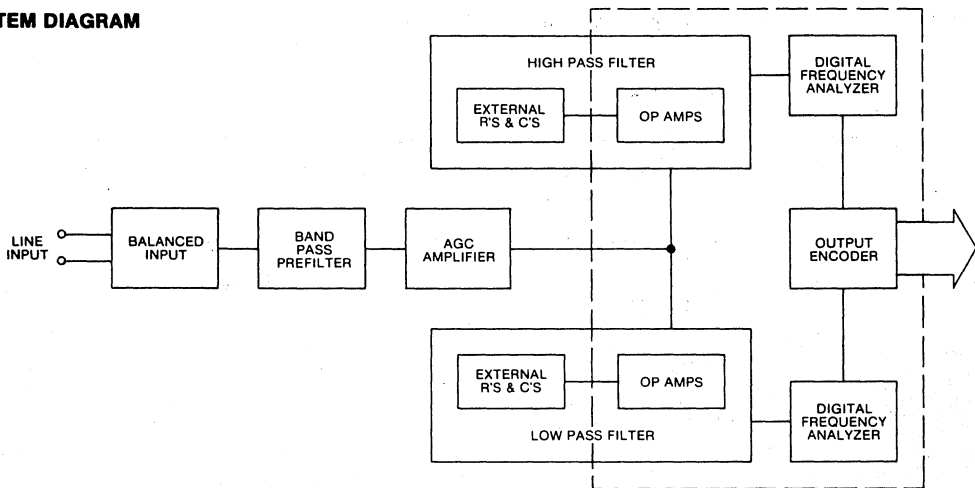 TEM DIAGRAM
HIGH PASS FILTER
EXTERNAL
R'S & C'S
OP AMPS
DIGITAL
FREQUENCY
ANALYZER
LINE
INPUT
BALANCED
INPUT
BAND
PASS
PREFILTER
AGC
AMPLIFIER
OUTPUT
ENCODER
EXTERNAL
R'S & C'S
OP AMPS
LOW PASS FILTER
DIGITAL
FREQUENCY
ANALYZER